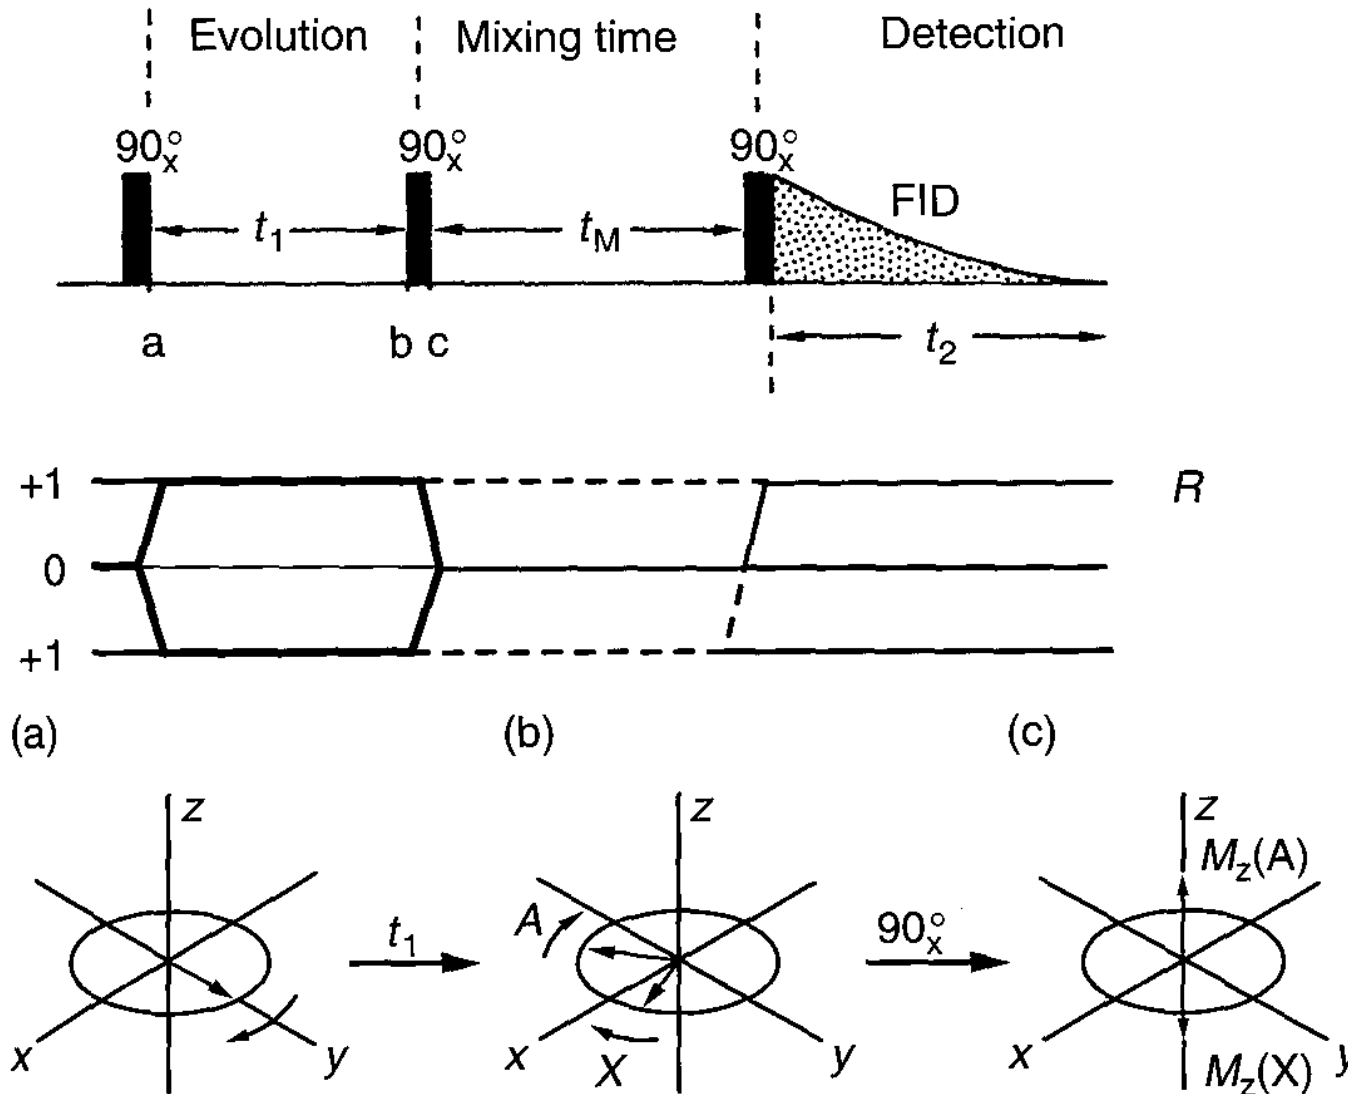 Evolution Mixing time Detection
90°x 90°x 90°x
FID
t1 tM
a b c t2
+1 R
0
+1
(a) (b) (c)
z z z
Mz(A)
A
t1 90°x
x y x X y x Mz(X) y